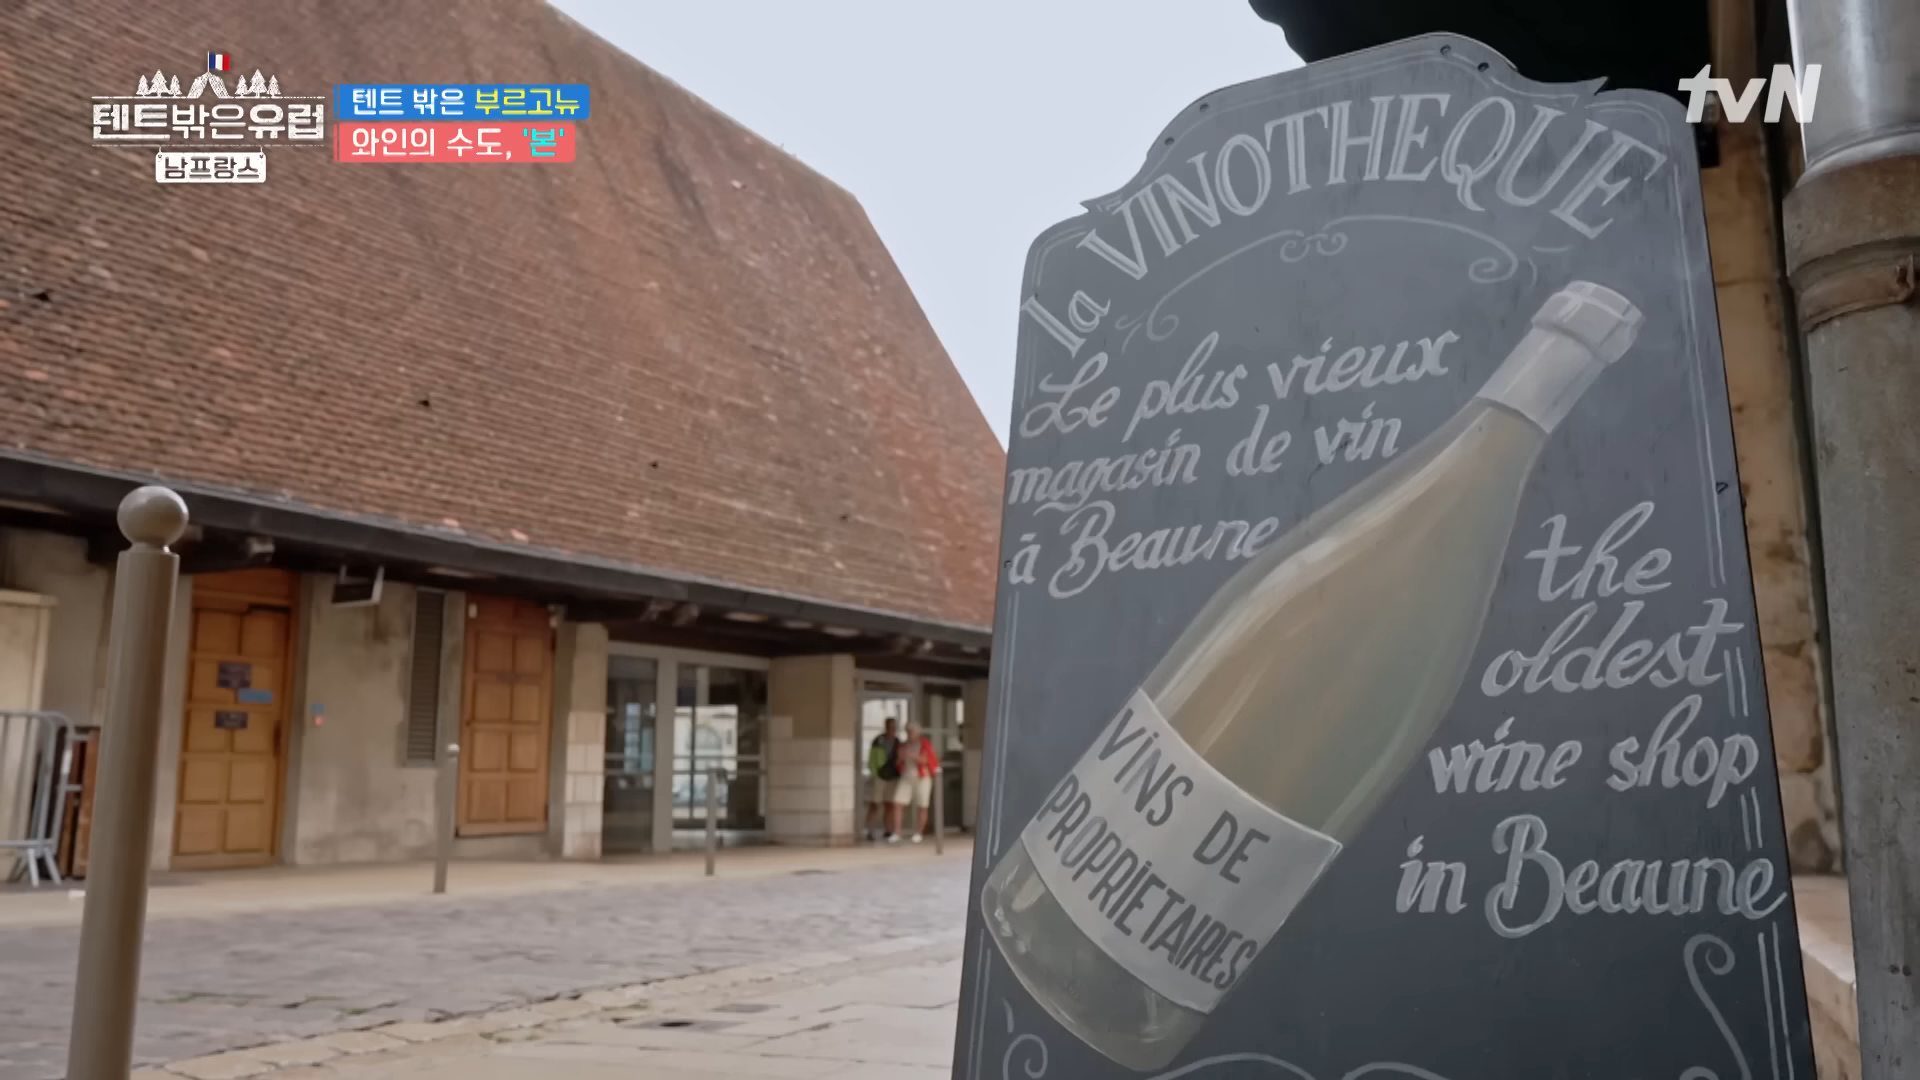 텐트밖은유럽
남프랑스
텐트 밖은 부르고뉴
와인의 수도, '본'
tvN
la VINOTHEQUE
Le plus vieux
magasin de vin
à Beaune
the
oldest
wine shop
in Beaune
VINS DE
PROPRIETAIRES